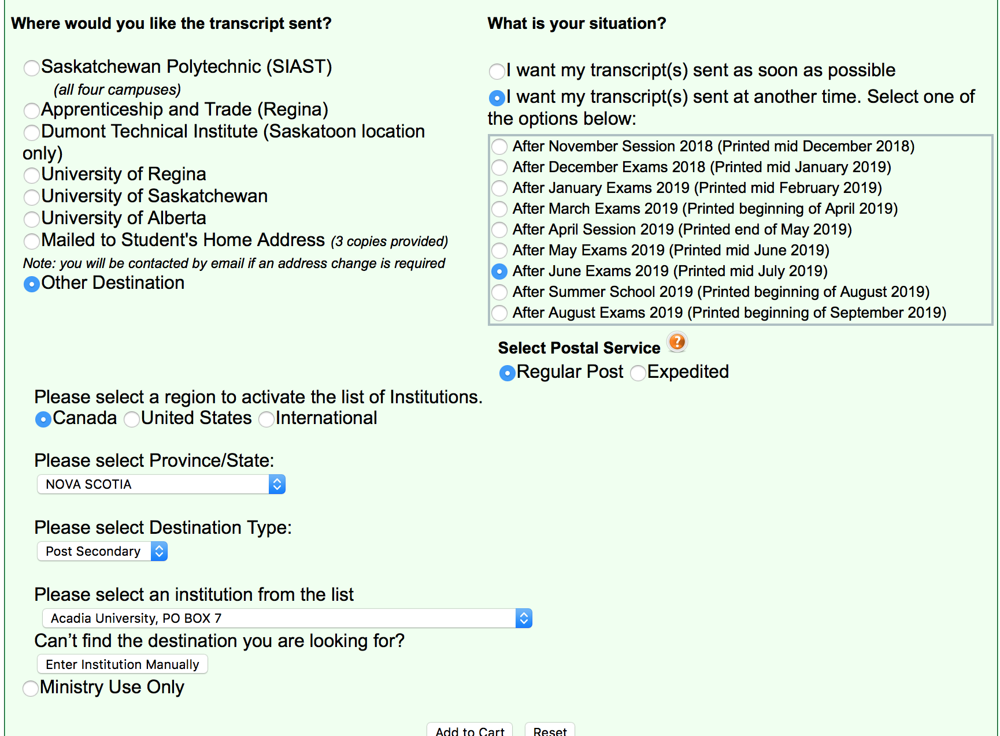 Where would you like the transcript sent?
Saskatchewan Polytechnic (SIAST)
(all four campuses)
Apprenticeship and Trade (Regina)
Dumont Technical Institute (Saskatoon location
only)
University of Regina
University of Saskatchewan
University of Alberta
Mailed to Student's Home Address (3 copies provided)
Note: you will be contacted by email if an address change is required
Other Destination
What is your situation?
I want my transcript(s) sent as soon as possible
I want my transcript(s) sent at another time. Select one of
the options below:
After November Session 2018 (Printed mid December 2018)
After December Exams 2018 (Printed mid January 2019)
After January Exams 2019 (Printed mid February 2019)
After March Exams 2019 (Printed beginning of April 2019)
After April Session 2019 (Printed end of May 2019)
After May Exams 2019 (Printed mid June 2019)
After June Exams 2019 (Printed mid July 2019)
After Summer School 2019 (Printed beginning of August 2019)
After August Exams 2019 (Printed beginning of September 2019)
Select Postal Service ?
Regular Post Expedited
Please select a region to activate the list of Institutions.
Canada United States International
Please select Province/State:
NOVA SCOTIA
Please select Destination Type:
Post Secondary
Please select an institution from the list
Acadia University, PO BOX 7
Can't find the destination you are looking for?
Enter Institution Manually
Ministry Use Only
Add to Cart Reset